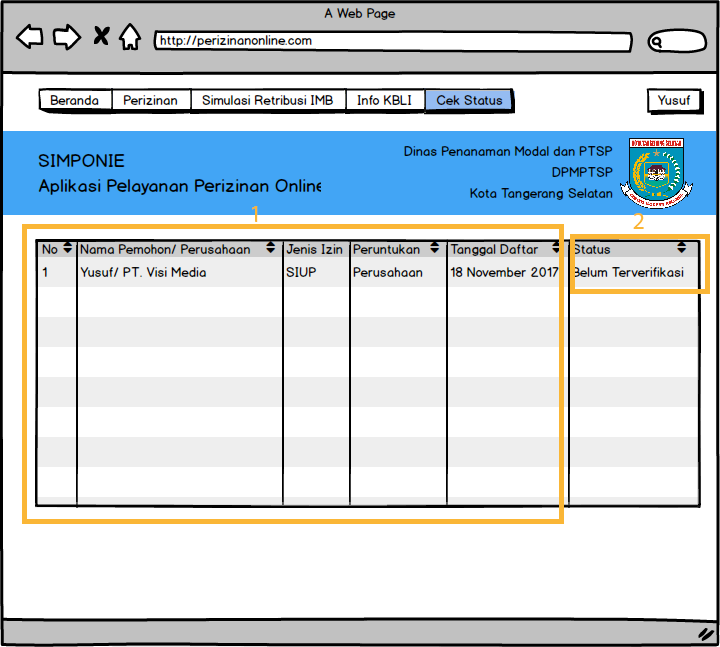 A Web Page
http://perizinanonline.com
Beranda Perizinan Simulasi Retribusi IMB Info KBLI Cek Status Yusuf
SIMPONIE
Aplikasi Pelayanan Perizinan Online
Dinas Penanaman Modal dan PTSP
DPMPTSP
Kota Tangerang Selatan
1
2
No Nama Pemohon/ Perusahaan Jenis Izin Peruntukan Tanggal Daftar Status
1 Yusuf/ PT. Visi Media SIUP Perusahaan 18 November 2017 Belum Terverifikasi